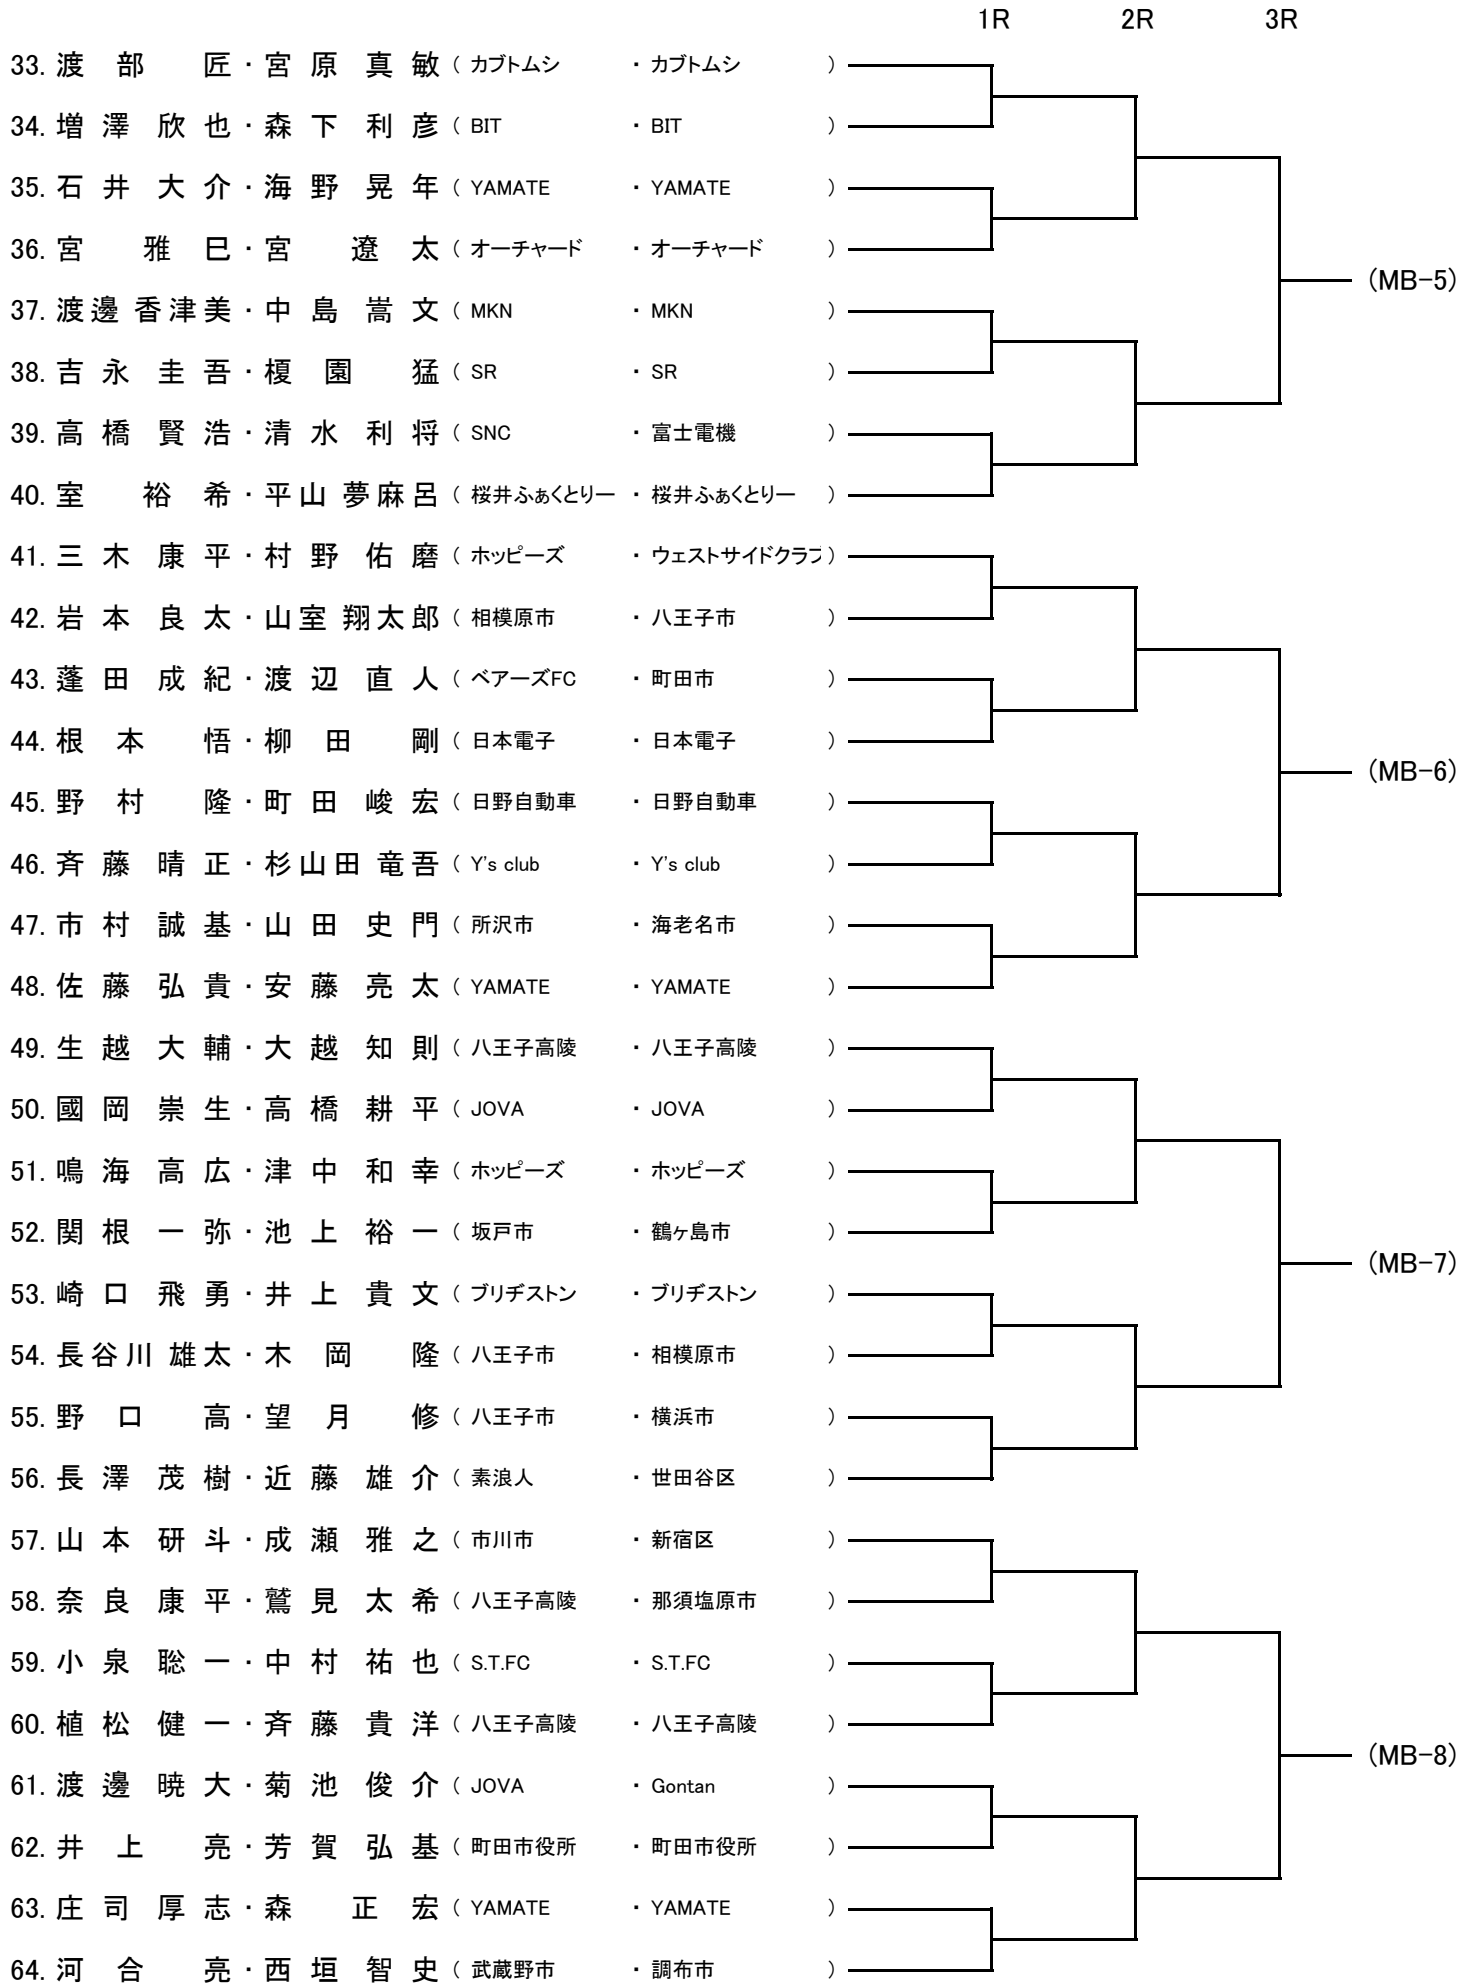 1R 2R 3R
33. 渡部 匠・宮原真敏 ( カブトムシ ・ カブトムシ )
34. 増澤欣也・森下利彦 ( BIT ・ BIT )
35. 石井大介・海野晃年 ( YAMATE ・ YAMATE )
36. 宮 雅巳・宮 遼太 ( オーチャード ・ オーチャード )
(MB-5)
37. 渡邊香津美・中島嵩文 ( MKN ・ MKN )
38. 吉永圭吾・榎園 猛 ( SR ・ SR )
39. 高橋賢浩・清水利将 ( SNC ・ 富士電機 )
40. 室 裕希・平山夢麻呂 ( 桜井ふぁくとりー ・ 桜井ふぁくとりー )
41. 三木康平・村野佑磨 ( ホッピーズ ・ ウェストサイドクラブ )
42. 岩本良太・山室翔太郎 ( 相模原市 ・ 八王子市 )
43. 蓬田成紀・渡辺直人 ( ベアーズFC ・ 町田市 )
44. 根本 悟・柳田 剛 ( 日本電子 ・ 日本電子 )
(MB-6)
45. 野村 隆・町田峻宏 ( 日野自動車 ・ 日野自動車 )
46. 斉藤晴正・杉山田竜吾 ( Y's club ・ Y's club )
47. 市村誠基・山田史門 ( 所沢市 ・ 海老名市 )
48. 佐藤弘貴・安藤亮太 ( YAMATE ・ YAMATE )
49. 生越大輔・大越知則 ( 八王子高陵 ・ 八王子高陵 )
50. 國岡崇生・高橋耕平 ( JOVA ・ JOVA )
51. 鳴海高広・津中和幸 ( ホッピーズ ・ ホッピーズ )
52. 関根一弥・池上裕一 ( 坂戸市 ・ 鶴ヶ島市 )
(MB-7)
53. 崎口飛勇・井上貴文 ( ブリヂストン ・ ブリヂストン )
54. 長谷川雄太・木岡 隆 ( 八王子市 ・ 相模原市 )
55. 野口 高・望月 修 ( 八王子市 ・ 横浜市 )
56. 長澤茂樹・近藤雄介 ( 素浪人 ・ 世田谷区 )
57. 山本研斗・成瀬雅之 ( 市川市 ・ 新宿区 )
58. 奈良康平・鷲見太希 ( 八王子高陵 ・ 那須塩原市 )
59. 小泉聡一・中村祐也 ( S.T.FC ・ S.T.FC )
60. 植松健一・斉藤貴洋 ( 八王子高陵 ・ 八王子高陵 )
(MB-8)
61. 渡邊暁大・菊池俊介 ( JOVA ・ Gontan )
62. 井上 亮・芳賀弘基 ( 町田市役所 ・ 町田市役所 )
63. 庄司厚志・森 正宏 ( YAMATE ・ YAMATE )
64. 河合 亮・西垣智史 ( 武蔵野市 ・ 調布市 )